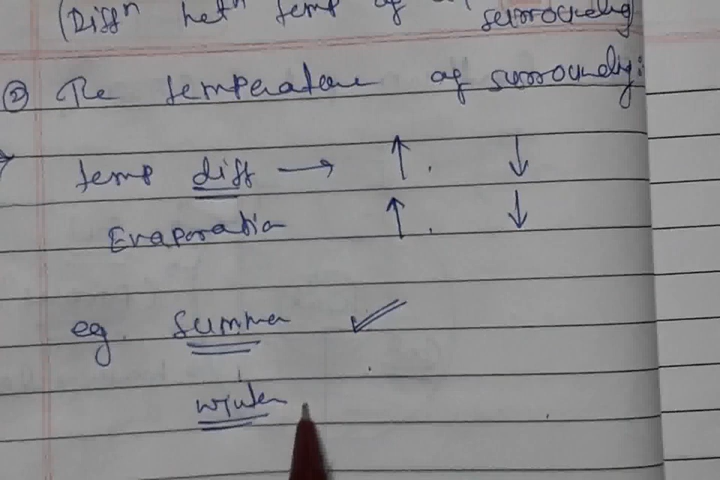 (Diffⁿ betⁿ temp of surrounding
② The temperature of surrounding:
temp diff → ↑ . ↓
Evaporation ↑ . ↓
eg. Summer ✓
winter